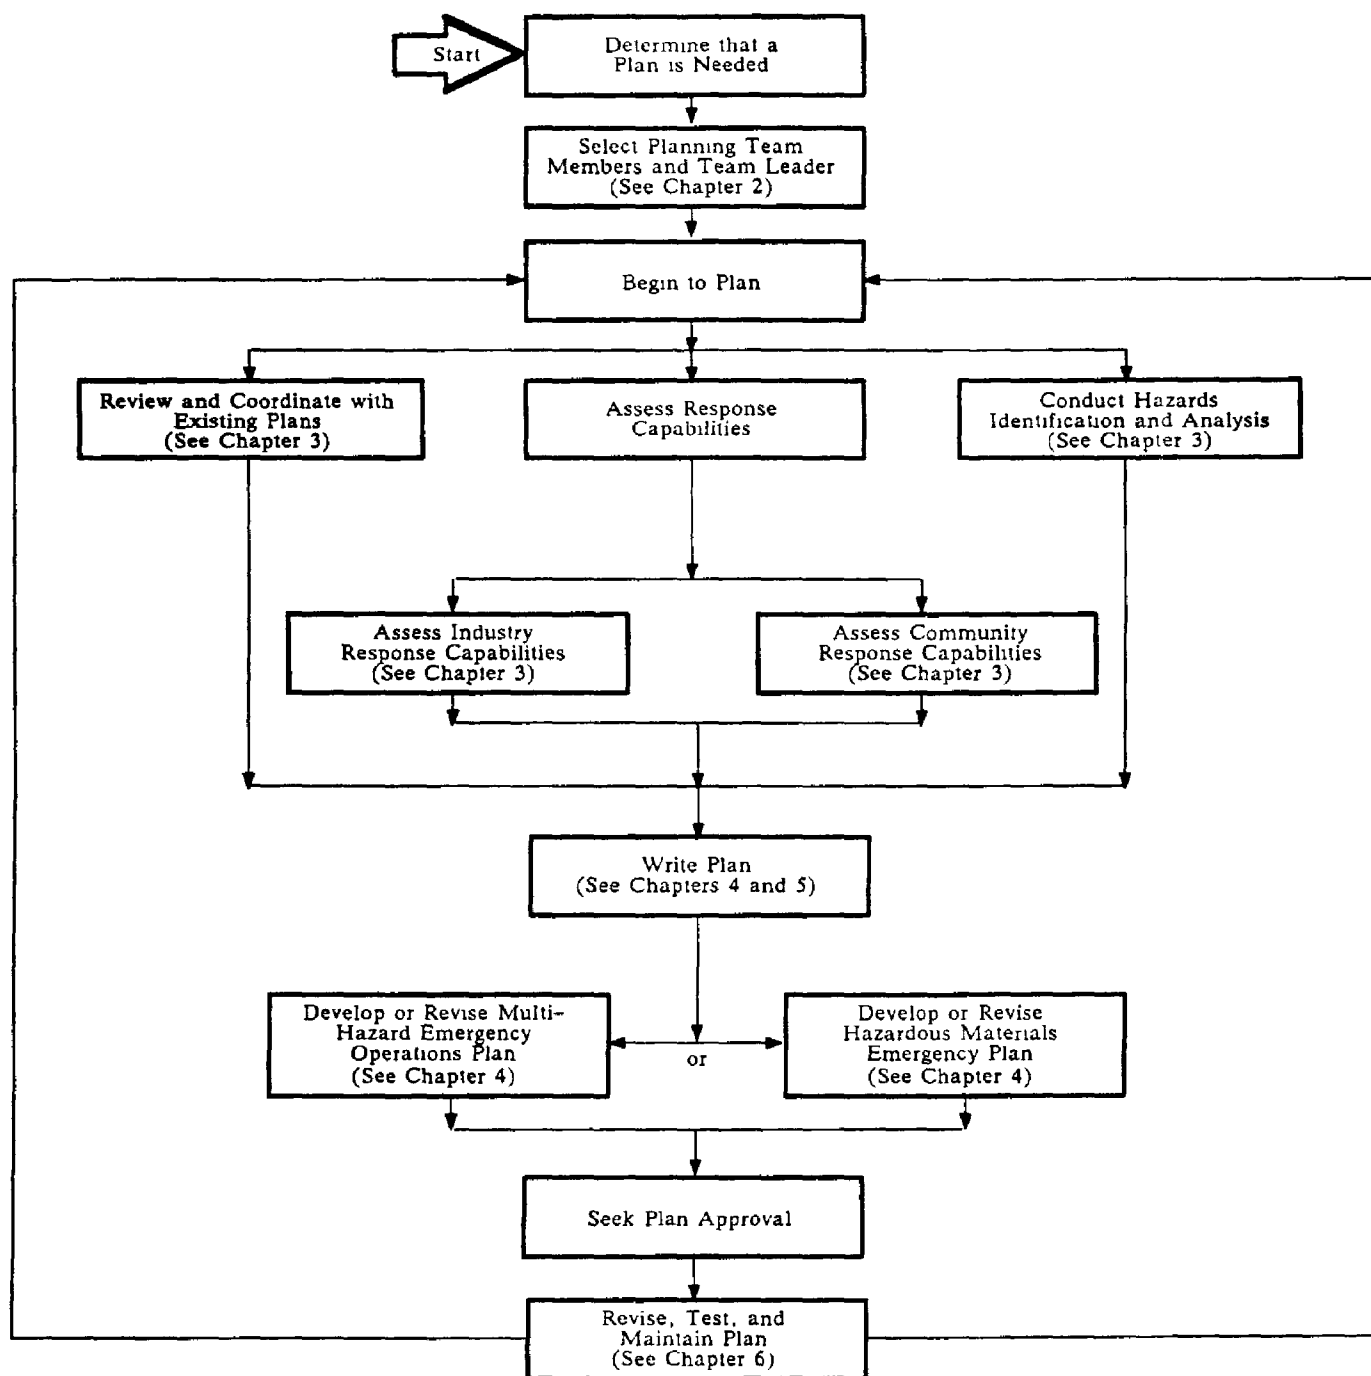 Start
Determine that a
Plan is Needed
Select Planning Team
Members and Team Leader
(See Chapter 2)
Begin to Plan
Review and Coordinate with
Existing Plans
(See Chapter 3)
Assess Response
Capabilities
Conduct Hazards
Identification and Analysis
(See Chapter 3)
Assess Industry
Response Capabilities
(See Chapter 3)
Assess Community
Response Capabilities
(See Chapter 3)
Write Plan
(See Chapters 4 and 5)
Develop or Revise Multi-
Hazard Emergency
Operations Plan
(See Chapter 4)
or
Develop or Revise
Hazardous Materials
Emergency Plan
(See Chapter 4)
Seek Plan Approval
Revise, Test, and
Maintain Plan
(See Chapter 6)